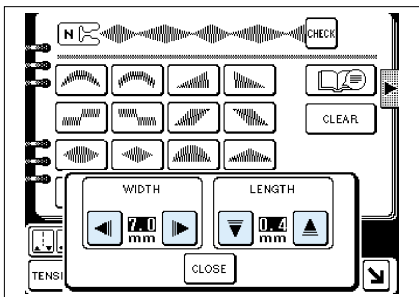 N CHECK
CLEAR
WIDTH LENGTH
7.0 0.4
mm mm
CLOSE
TENSI